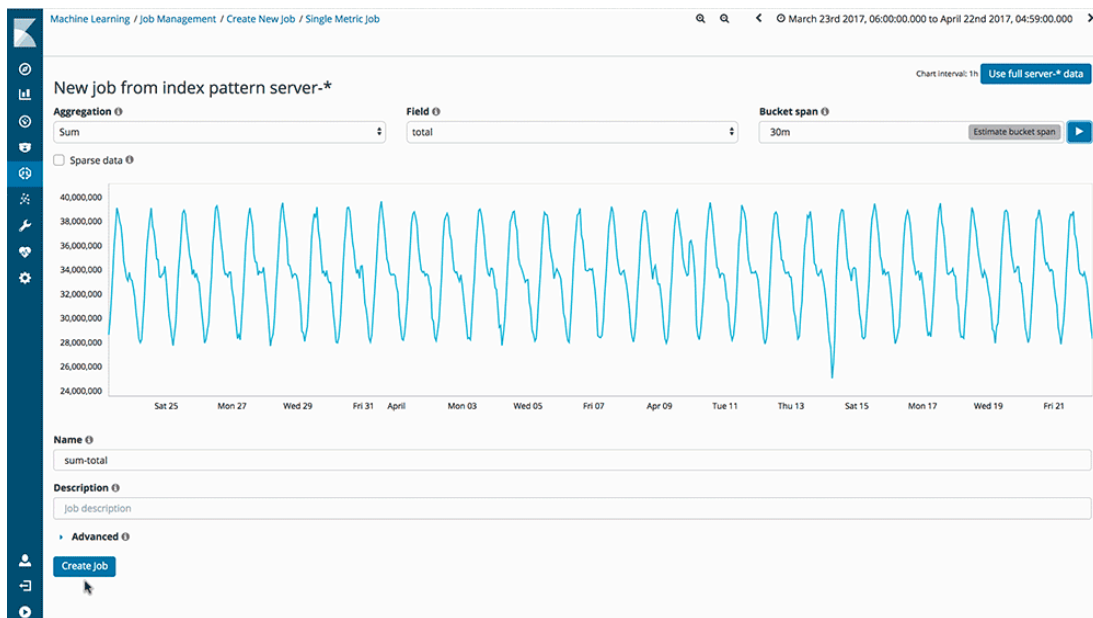 Machine Learning / Job Management / Create New Job / Single Metric Job
March 23rd 2017, 06:00:00.000 to April 22nd 2017, 04:59:00.000
Chart interval: 1h Use full server-* data
New job from index pattern server-*
Aggregation Field Bucket span
Sum total 30m Estimate bucket span
Sparse data
40,000,000
38,000,000
36,000,000
34,000,000
32,000,000
30,000,000
28,000,000
26,000,000
24,000,000
Sat 25 Mon 27 Wed 29 Fri 31 April Mon 03 Wed 05 Fri 07 Apr 09 Tue 11 Thu 13 Sat 15 Mon 17 Wed 19 Fri 21
Name
sum-total
Description
Job description
Advanced
Create Job